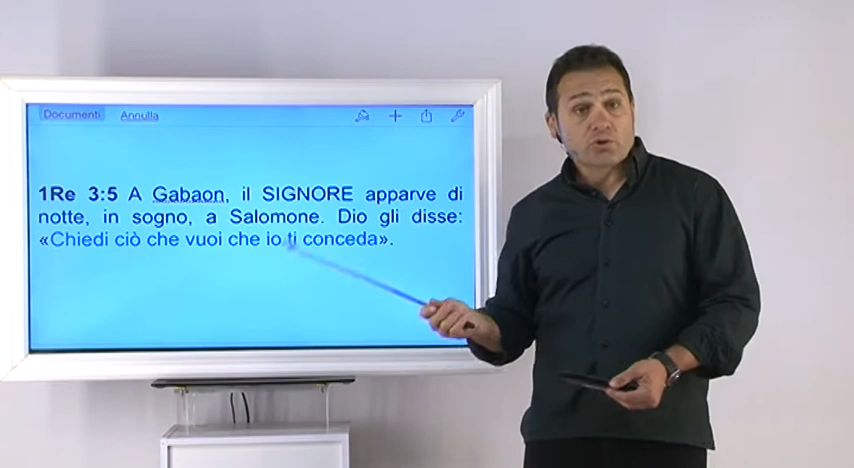 Documenti Annulla
1Re 3:5 A Gabaon, il SIGNORE apparve di
notte, in sogno, a Salomone. Dio gli disse:
«Chiedi ciò che vuoi che io ti conceda».